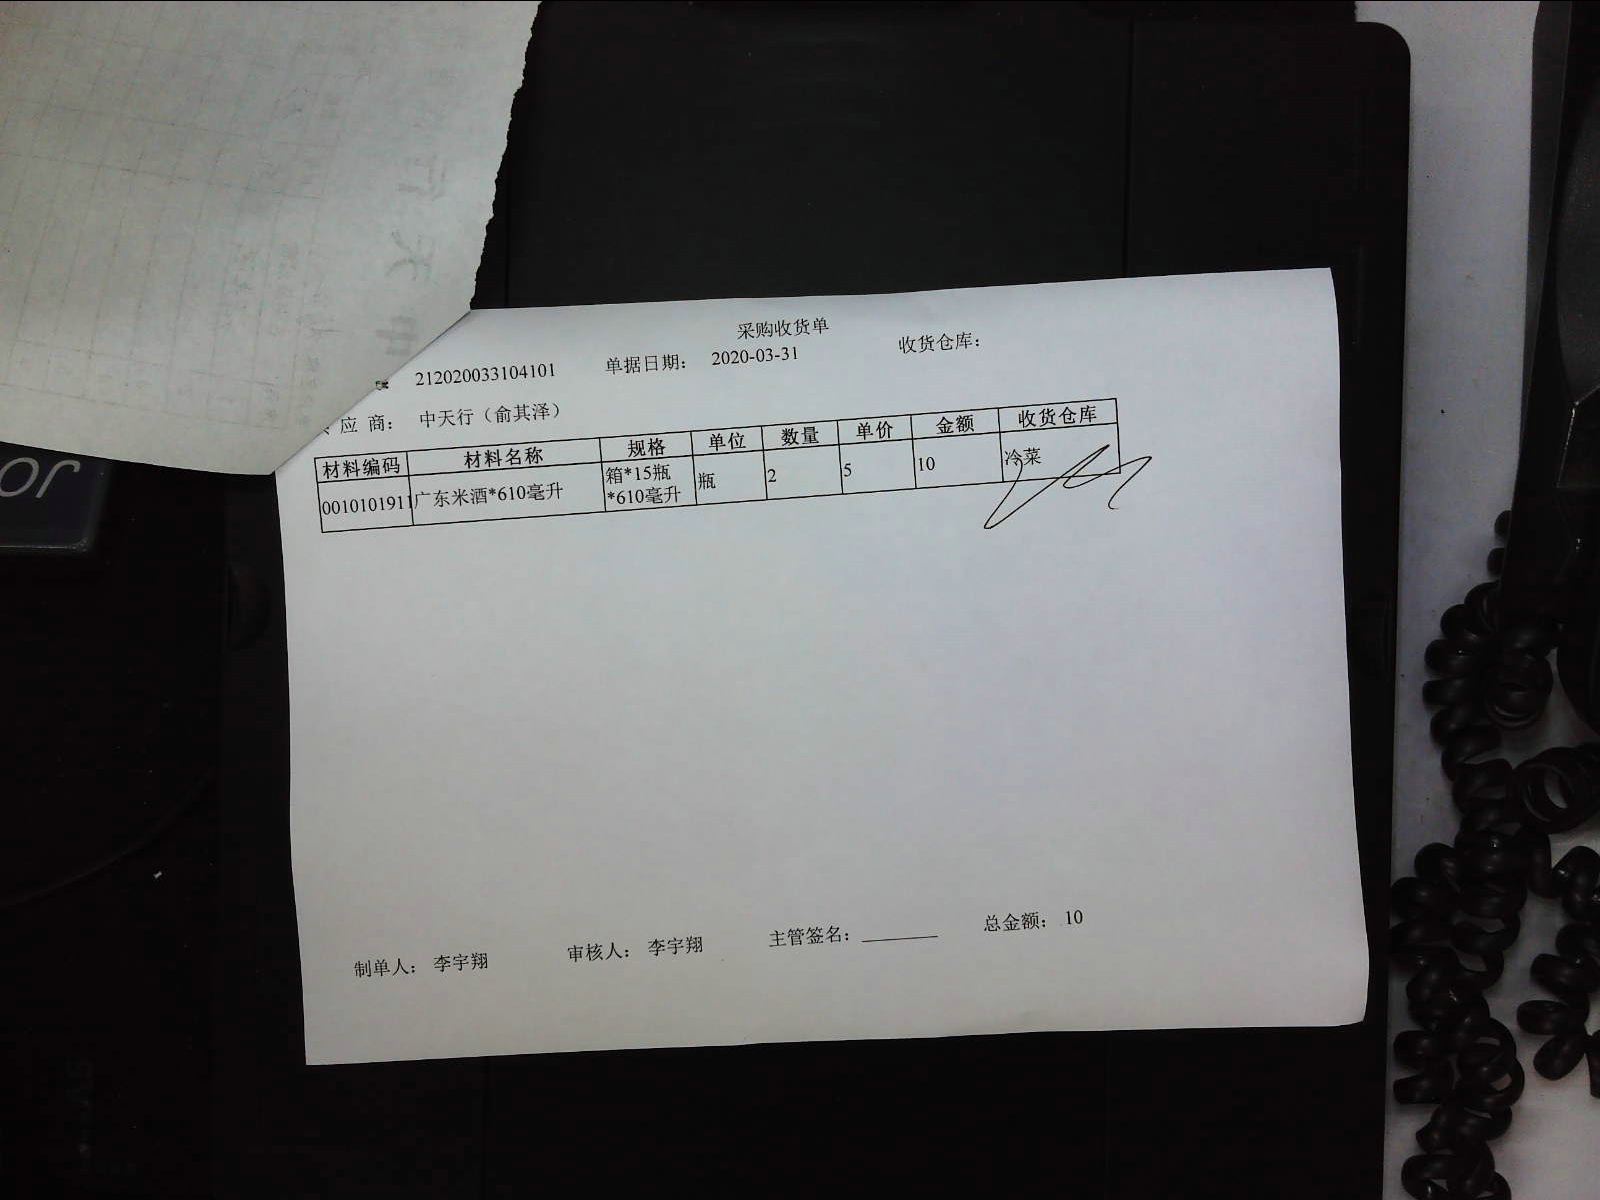 采购收货单
212020033104101 单据日期： 2020-03-31 收货仓库：
应 商： 中天行（俞其泽）
材料编码 材料名称 规格 单位 数量 单价 金额 收货仓库
0010101911 广东米酒*610毫升 箱*15瓶 瓶 2 5 10 冷菜
*610毫升
制单人： 李宇翔 审核人： 李宇翔 主管签名： 总金额： 10